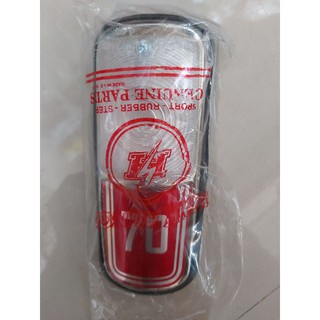 GENUINE PARTS
SPORT - RUBBER - STEP
H
70